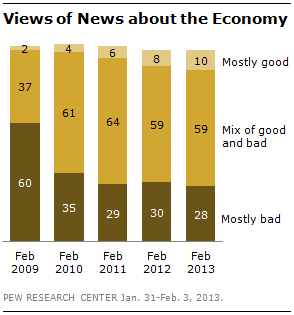 Views of News about the Economy
2 4 6 8 10 Mostly good
37 61 64 59 59 Mix of good
and bad
60 35 29 30 28 Mostly bad
Feb Feb Feb Feb Feb
2009 2010 2011 2012 2013
PEW RESEARCH CENTER Jan. 31-Feb. 3, 2013.